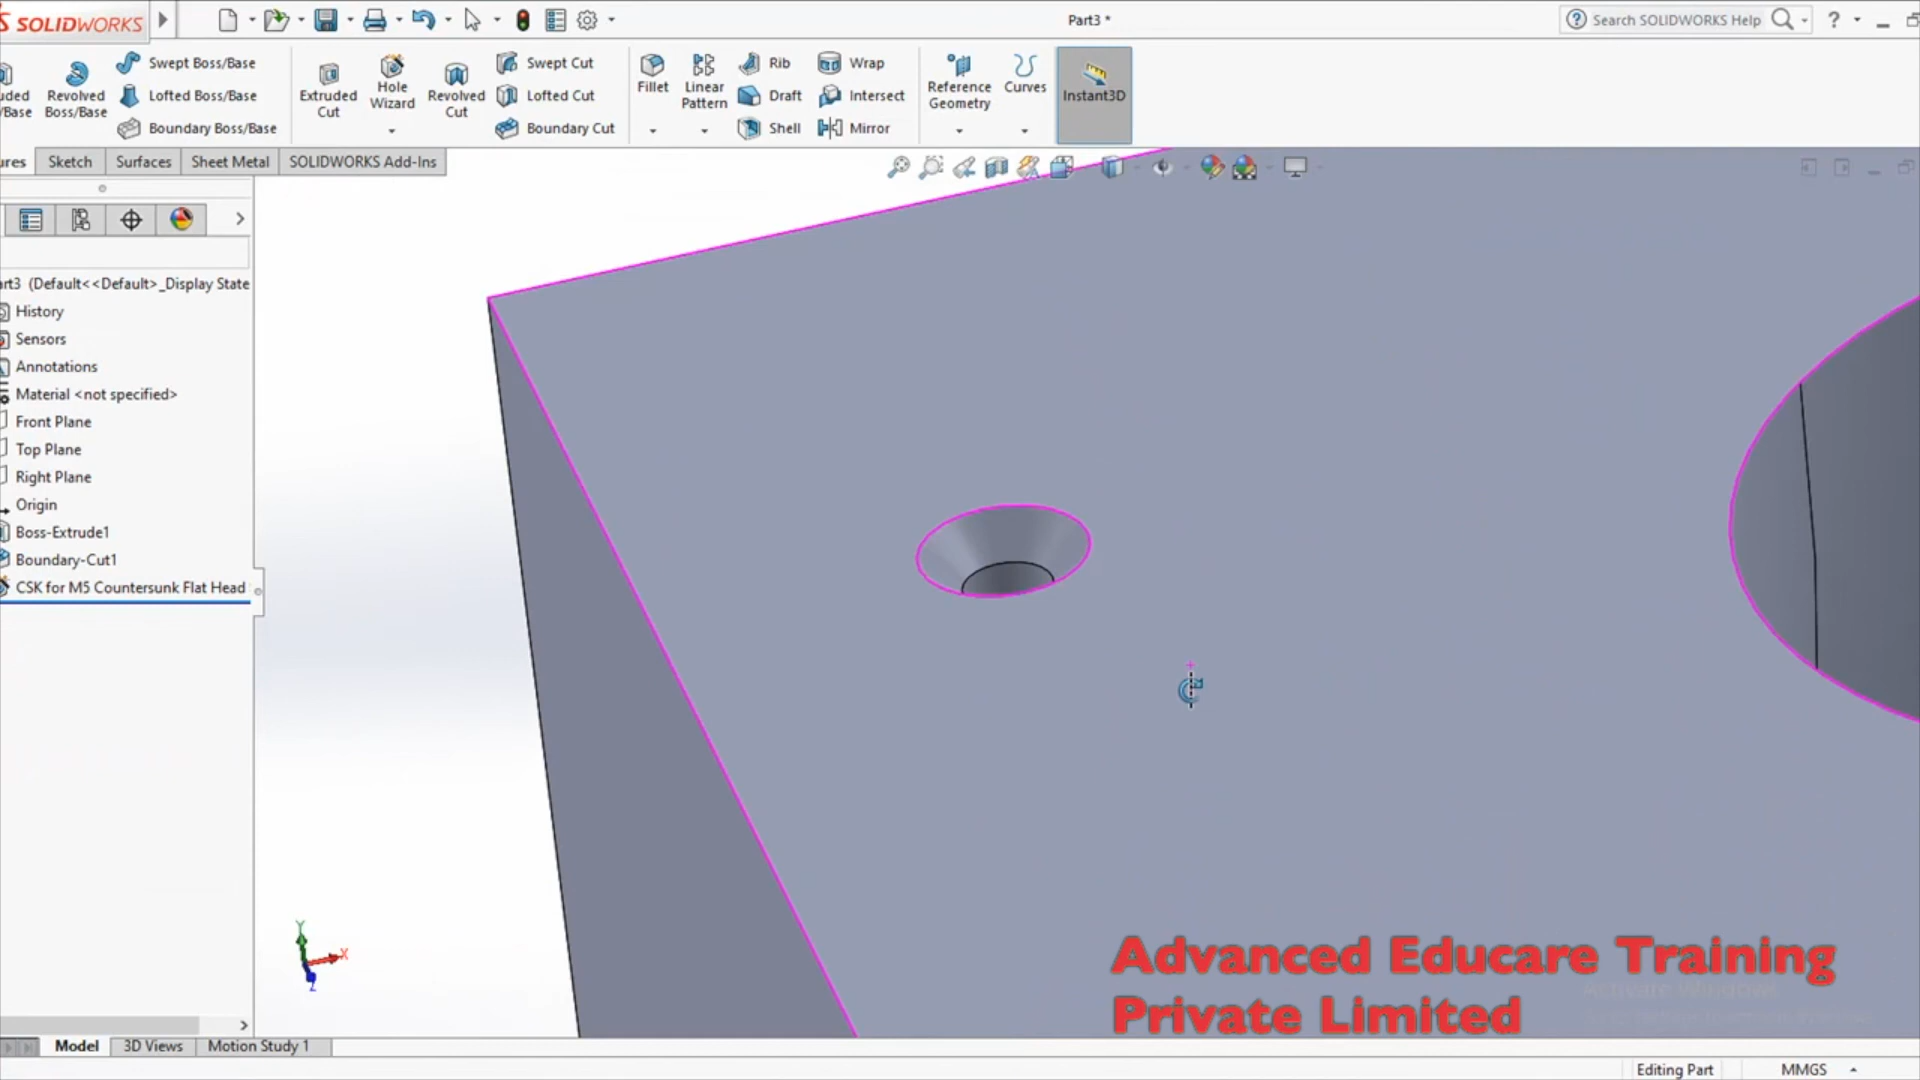 SOLIDWORKS
Part3 *
Search SOLIDWORKS Help
?
uded
/Base
Revolved
Boss/Base
Swept Boss/Base
Lofted Boss/Base
Boundary Boss/Base
Extruded
Cut
Hole
Wizard
Revolved
Cut
Swept Cut
Lofted Cut
Boundary Cut
Fillet
Linear
Pattern
Rib
Draft
Shell
Wrap
Intersect
Mirror
Reference
Geometry
Curves
Instant3D
ures
Sketch
Surfaces
Sheet Metal
SOLIDWORKS Add-Ins
art3 (Default<<Default>_Display State
History
Sensors
Annotations
Material <not specified>
Front Plane
Top Plane
Right Plane
Origin
Boss-Extrude1
Boundary-Cut1
CSK for M5 Countersunk Flat Head
Y
X
Z
Advanced Educare Training
Private Limited
Activate Windows
Model
3D Views
Motion Study 1
Editing Part
MMGS